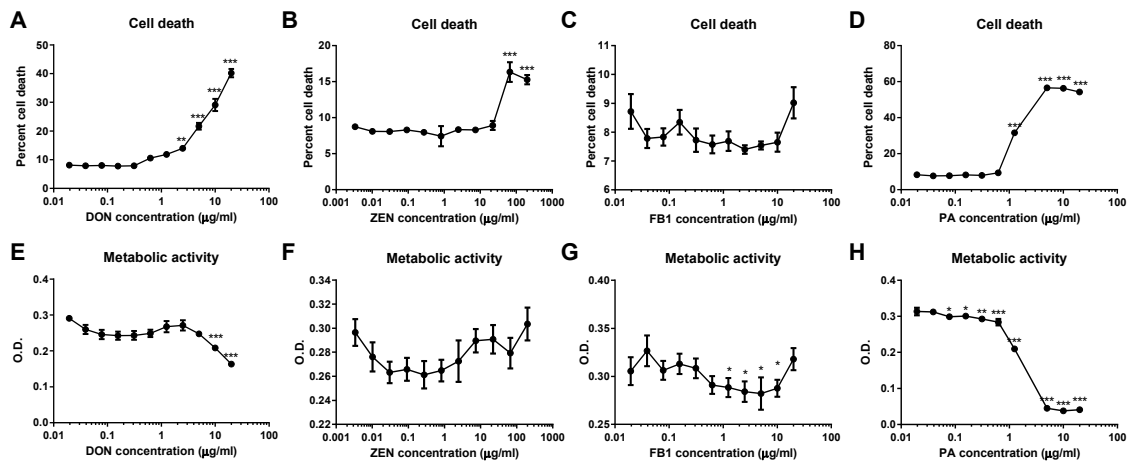 A
Cell death
Percent cell death
50
40
30
20
10
0
** *** *** ***
0.01 0.1 1 10 100
DON concentration (µg/ml)
B
Cell death
Percent cell death
20
15
10
5
0
*** ***
0.001 0.01 0.1 1 10 100 1000
ZEN concentration (µg/ml)
C
Cell death
Percent cell death
11
10
9
8
7
6
0.01 0.1 1 10 100
FB1 concentration (µg/ml)
D
Cell death
Percent cell death
80
60
40
20
0
*** *** *** ***
0.01 0.1 1 10 100
PA concentration (µg/ml)
E
Metabolic activity
O.D.
0.4
0.3
0.2
0.1
0.0
*** ***
0.01 0.1 1 10 100
DON concentration (µg/ml)
F
Metabolic activity
O.D.
0.34
0.32
0.30
0.28
0.26
0.24
0.22
0.001 0.01 0.1 1 10 100 1000
ZEN concentration (µg/ml)
G
Metabolic activity
O.D.
0.40
0.35
0.30
0.25
* * * *
0.01 0.1 1 10 100
FB1 concentration (µg/ml)
H
Metabolic activity
O.D.
0.4
0.3
0.2
0.1
0.0
* * ** *** *** *** *** ***
0.01 0.1 1 10 100
PA concentration (µg/ml)